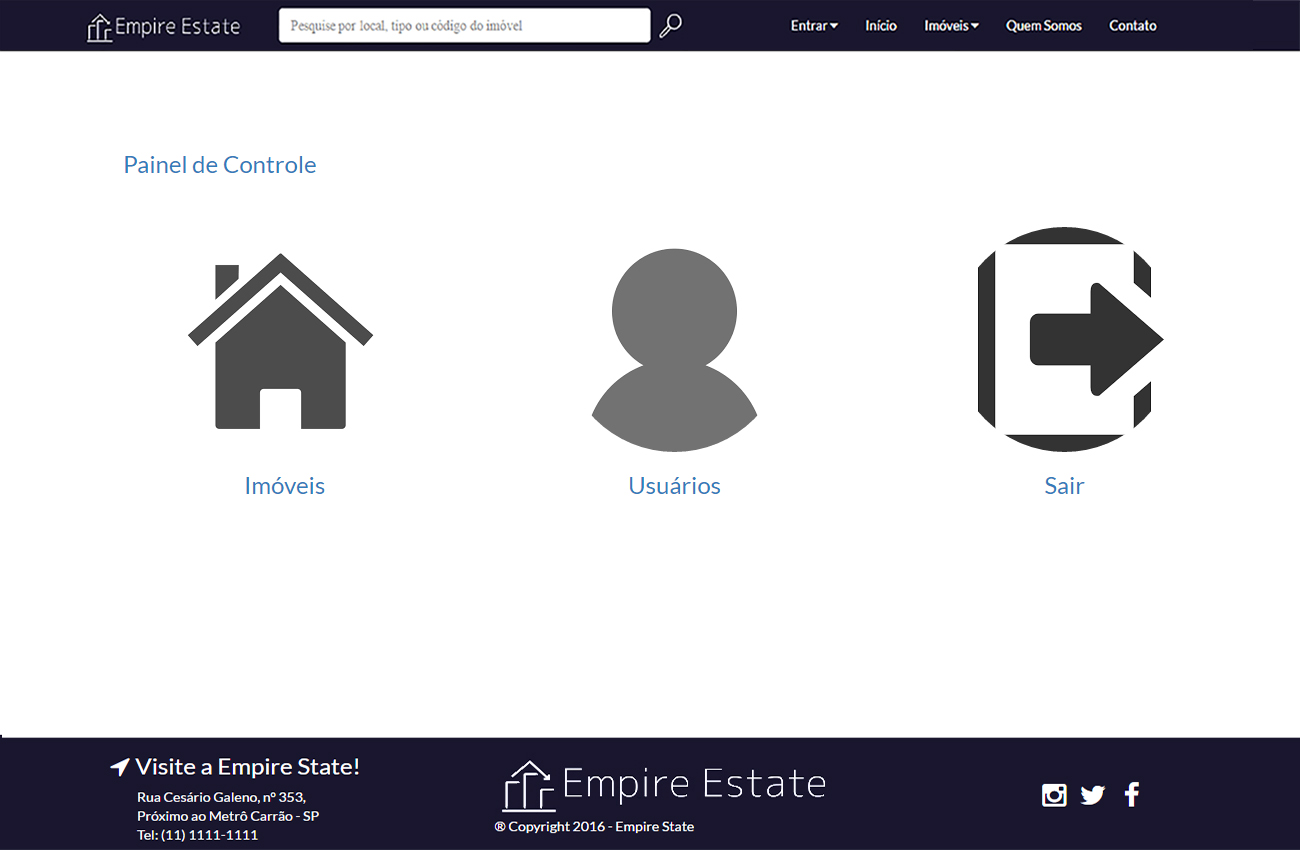 Empire Estate
Pesquise por local, tipo ou código do imóvel
Entrar
Início
Imóveis
Quem Somos
Contato
Painel de Controle
Imóveis
Usuários
Sair
Visite a Empire State!
Rua Cesário Galeno, nº 353,
Próximo ao Metrô Carrão - SP
Tel: (11) 1111-1111
Empire Estate
® Copyright 2016 - Empire State